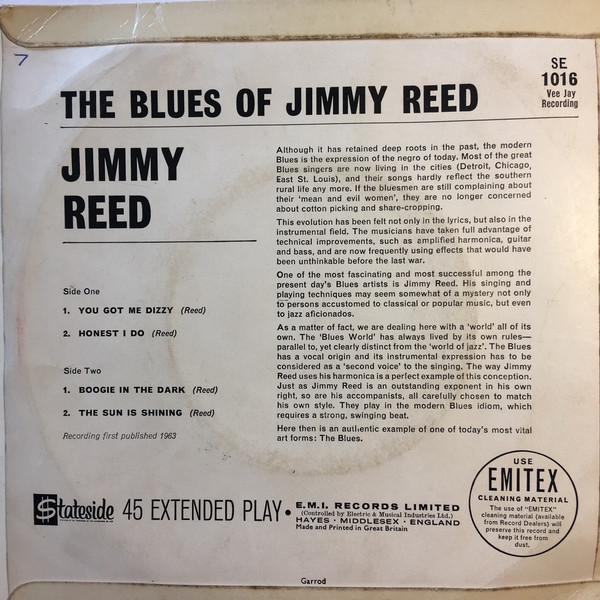 7
SE
1016
Vee Jay
Recording
THE BLUES OF JIMMY REED
JIMMY
REED
Side One
1. YOU GOT ME DIZZY (Reed)
2. HONEST I DO (Reed)
Side Two
1. BOOGIE IN THE DARK (Reed)
2. THE SUN IS SHINING (Reed)
Recording first published 1963
Although it has retained deep roots in the past, the modern
Blues is the expression of the negro of today. Most of the great
Blues singers are now living in the cities (Detroit, Chicago,
East St. Louis), and their songs hardly reflect the southern
rural life any more. If the bluesmen are still complaining about
their 'mean and evil women', they are no longer concerned
about cotton picking and share-cropping.
This evolution has been felt not only in the lyrics, but also in the
instrumental field. The musicians have taken full advantage of
technical improvements, such as amplified harmonica, guitar
and bass, and are now frequently using effects that would have
been unthinkable before the last war.
One of the most fascinating and most successful among the
present day's Blues artists is Jimmy Reed. His singing and
playing techniques may seem somewhat of a mystery not only
to persons accustomed to classical or popular music, but even
to jazz aficionados.
As a matter of fact, we are dealing here with a 'world' all of its
own. The 'Blues World' has always lived by its own rules—
parallel to, yet clearly distinct from the 'world of jazz'. The Blues
has a vocal origin and its instrumental expression has to be
considered as a 'second voice' to the singing. The way Jimmy
Reed uses his harmonica is a perfect example of this conception.
Just as Jimmy Reed is an outstanding exponent in his own
right, so are his accompanists, all carefully chosen to match
his own style. They play in the modern Blues idiom, which
requires a strong, swinging beat.
Here then is an authentic example of one of today's most vital
art forms: The Blues.
Stateside
45 EXTENDED PLAY •
E.M.I. RECORDS LIMITED
(Controlled by Electric & Musical Industries Ltd.)
HAYES · MIDDLESEX · ENGLAND
Made and Printed in Great Britain
USE
EMITEX
CLEANING MATERIAL
The use of "EMITEX"
cleaning material (available
from Record Dealers) will
preserve this record and
keep it free from
dust.
Garrod